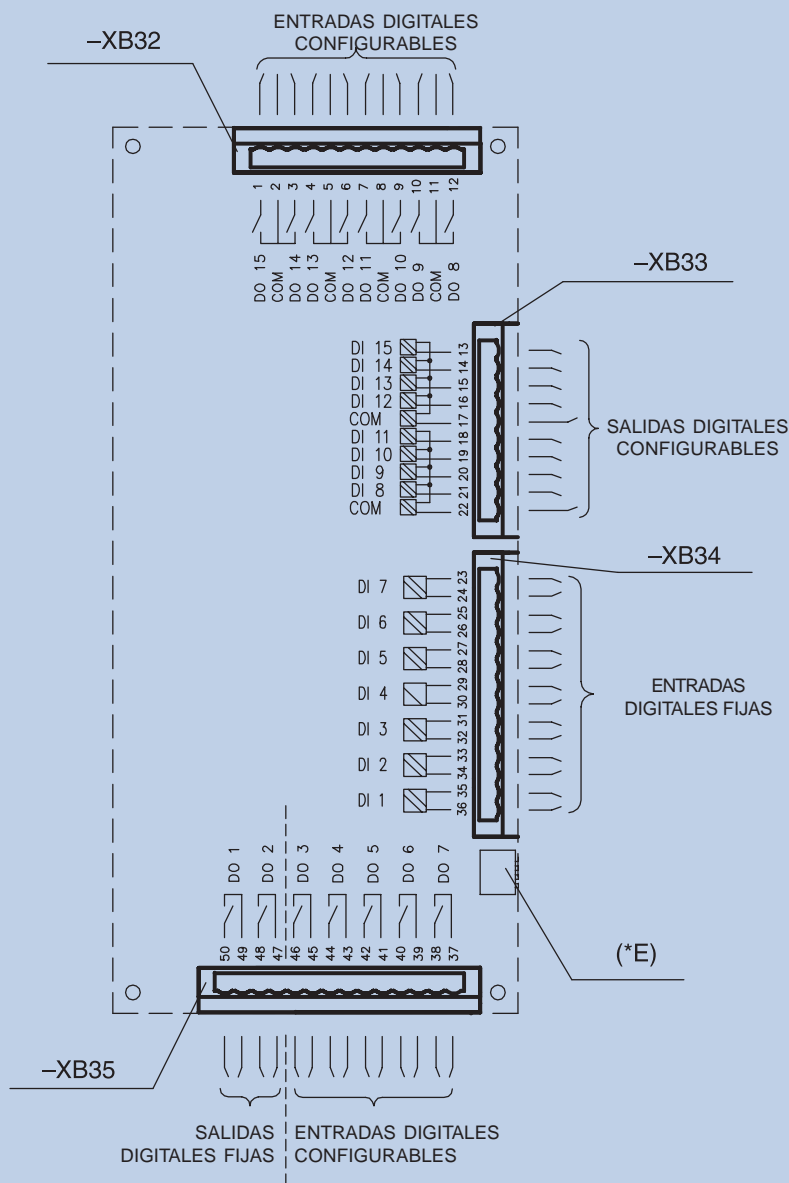 ENTRADAS DIGITALES
CONFIGURABLES
–XB32
1 2 3 4 5 6 7 8 9 10 11 12
DO 15 COM DO 14 DO 13 COM DO 12 DO 11 COM DO 10 DO 9 COM DO 8
–XB33
DI 15 13
DI 14 14
DI 13 15
DI 12 16
COM 17
DI 11 18
DI 10 19
DI 9 20
DI 8 21
COM 22
SALIDAS DIGITALES
CONFIGURABLES
–XB34
DI 7 23 24
DI 6 25 26
DI 5 27 28
DI 4 29 30
DI 3 31 32
DI 2 33 34
DI 1 35 36
ENTRADAS
DIGITALES FIJAS
DO 1 DO 2 DO 3 DO 4 DO 5 DO 6 DO 7
50 49 48 47 46 45 44 43 42 41 40 39 38 37
(*E)
–XB35
SALIDAS
DIGITALES FIJAS
ENTRADAS DIGITALES
CONFIGURABLES